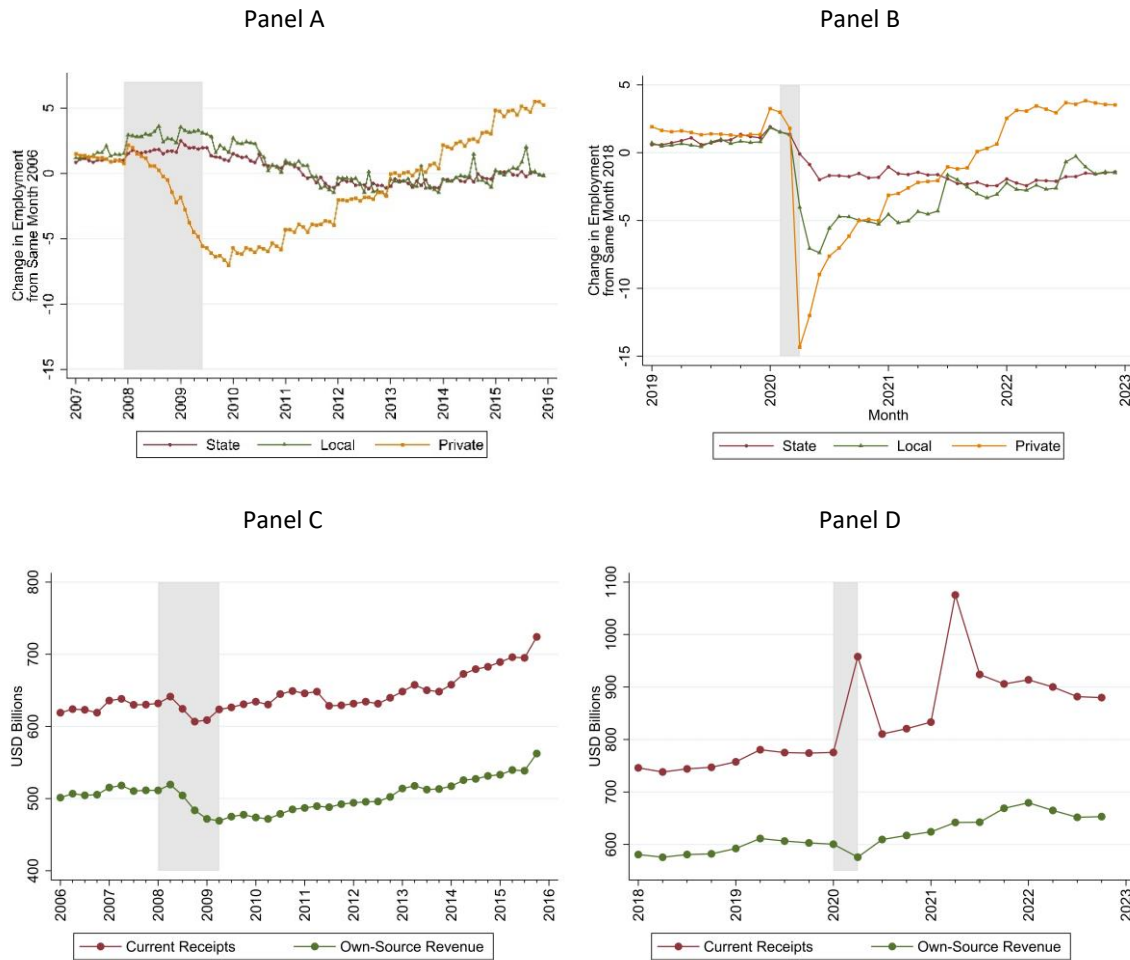 Panel A
Panel B
Change in Employment
from Same Month 2006
5
0
-5
-10
-15
2007
2008
2009
2010
2011
2012
2013
2014
2015
2016
State
Local
Private
Change in Employment
from Same Month 2018
5
0
-5
-10
-15
2019
2020
2021
2022
2023
Month
State
Local
Private
Panel C
Panel D
USD Billions
800
700
600
500
400
2006
2007
2008
2009
2010
2011
2012
2013
2014
2015
2016
Current Receipts
Own-Source Revenue
USD Billions
1100
1000
900
800
700
600
2018
2019
2020
2021
2022
2023
Current Receipts
Own-Source Revenue